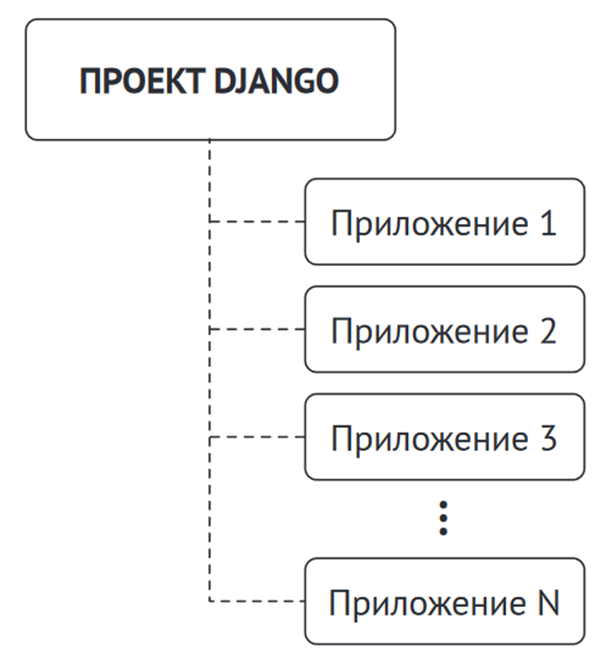 ПРОЕКТ DJANGO
Приложение 1
Приложение 2
Приложение 3
Приложение N